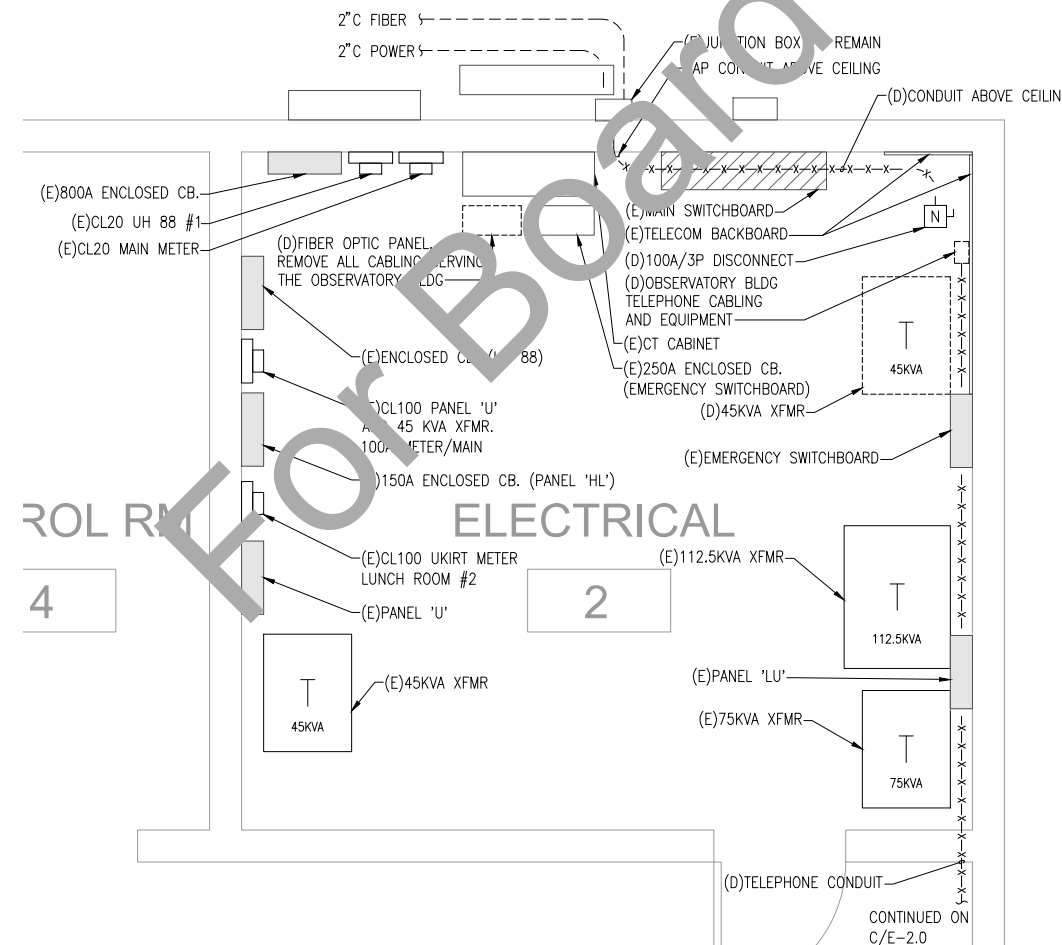 2"C FIBER
2"C POWER
(E)JUNCTION BOX REMAIN
CONDUIT ABOVE CEILING
(D)CONDUIT ABOVE CEILIN
(E)800A ENCLOSED CB.
(E)CL20 UH 88 #1
(E)CL20 MAIN METER
(D)FIBER OPTIC PANEL.
REMOVE ALL CABLING SERVING
THE OBSERVATORY BLDG
(E)MAIN SWITCHBOARD
(E)TELECOM BACKBOARD
(D)100A/3P DISCONNECT
(D)OBSERVATORY BLDG
TELEPHONE CABLING
AND EQUIPMENT
(E)CT CABINET
(E)250A ENCLOSED CB.
(EMERGENCY SWITCHBOARD)
N
T
45KVA
(D)45KVA XFMR
(E)EMERGENCY SWITCHBOARD
(E)ENCLOSED 88)
(E)CL100 PANEL 'U'
45 KVA XFMR.
100A METER/MAIN
(E)150A ENCLOSED CB. (PANEL 'HL')
ROL RM
ELECTRICAL
4
2
(E)CL100 UKIRT METER
LUNCH ROOM #2
(E)PANEL 'U'
(E)112.5KVA XFMR
T
112.5KVA
(E)45KVA XFMR
T
45KVA
(E)PANEL 'LU'
(E)75KVA XFMR
T
75KVA
(D)TELEPHONE CONDUIT
CONTINUED ON
C/E-2.0
For Board